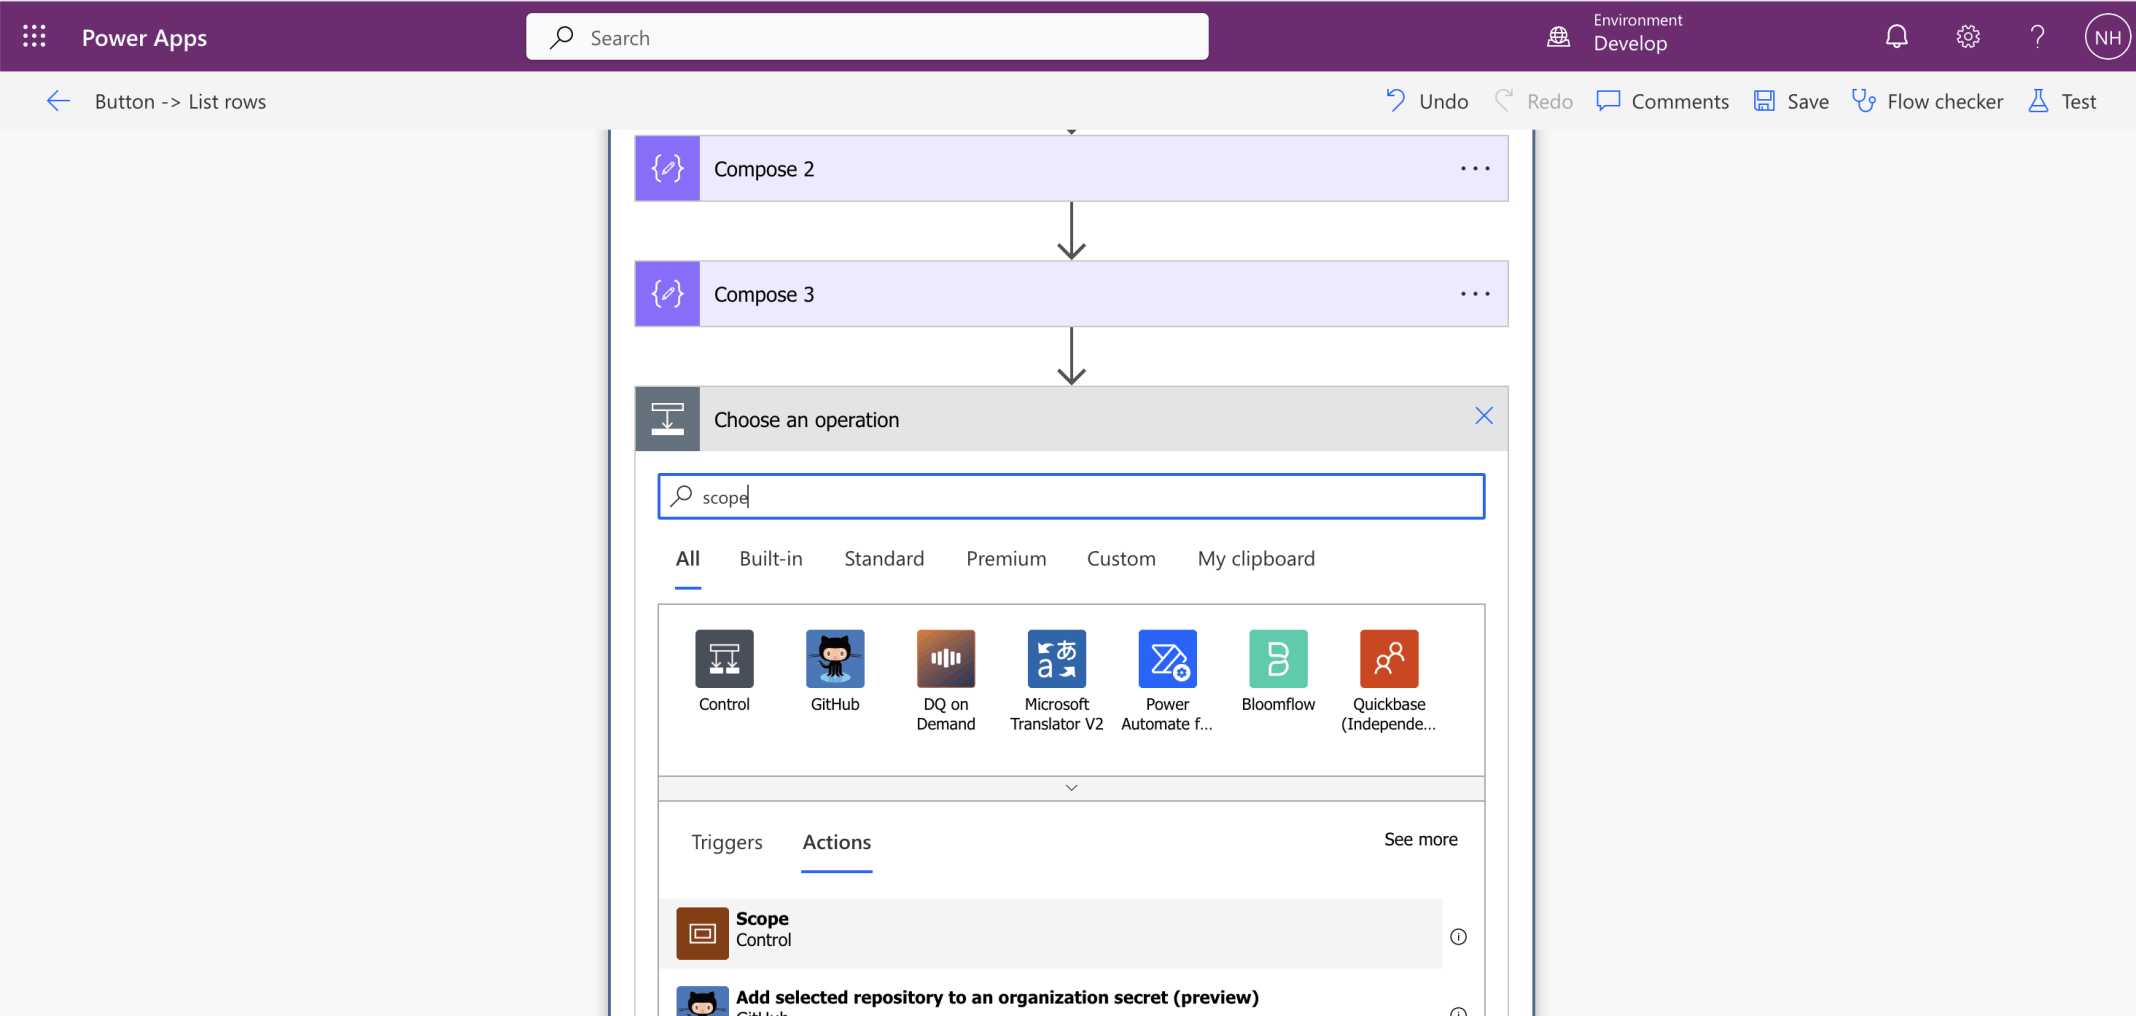 Power Apps
Search
Environment
Develop
NH
Button -> List rows
Undo
Redo
Comments
Save
Flow checker
Test
Compose 2
Compose 3
Choose an operation
scope
All
Built-in
Standard
Premium
Custom
My clipboard
Control
GitHub
DQ on
Demand
Microsoft
Translator V2
Power
Automate f...
Bloomflow
Quickbase
(Independe...
Triggers
Actions
See more
Scope
Control
Add selected repository to an organization secret (preview)
GitHub